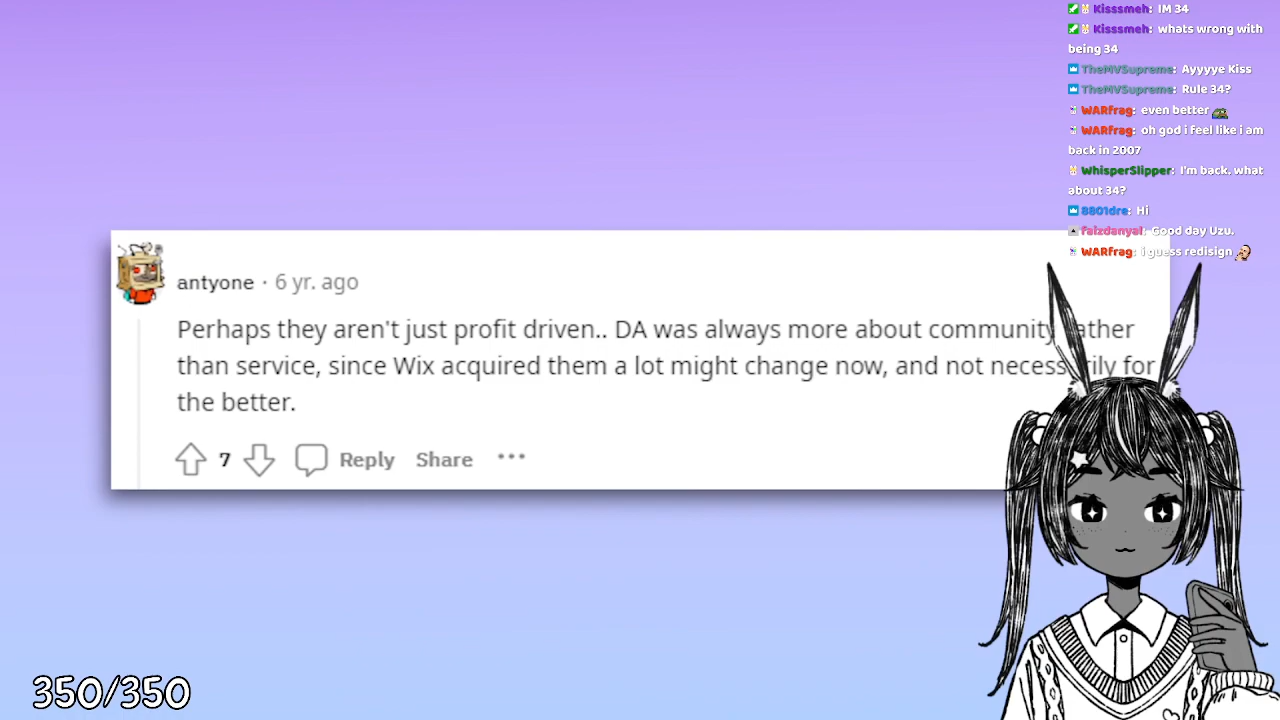 Kisssmeh: IM 34
Kisssmeh: whats wrong with
being 34
TheMVSupreme: Ayyyye Kiss
TheMVSupreme: Rule 34?
WARfrag: even better
WARfrag: oh god i feel like i am
back in 2007
WhisperSlipper: I'm back. what
about 34?
8801dre: Hi
faizdanyal: Good day Uzu.
WARfrag: i guess redisign
antyone · 6 yr. ago
Perhaps they aren't just profit driven.. DA was always more about community rather
than service, since Wix acquired them a lot might change now, and not necessarily for
the better.
7 Reply Share ···
350/350